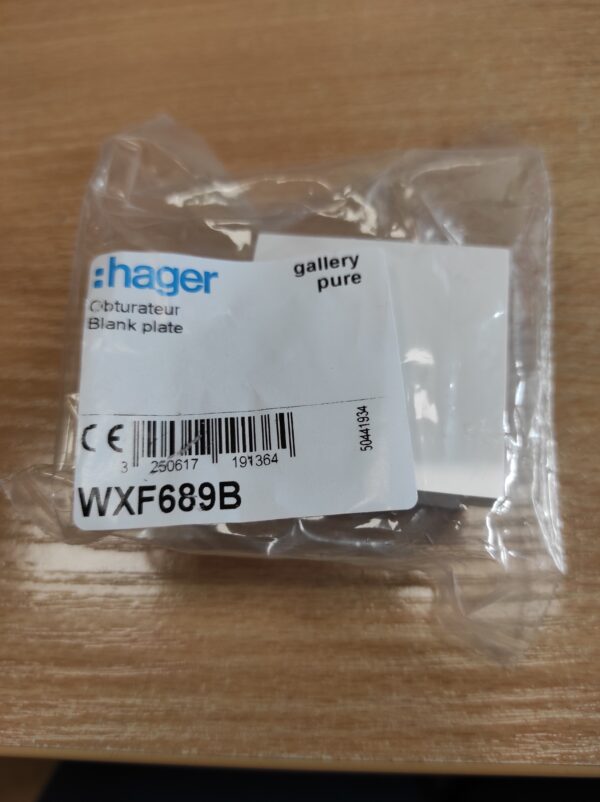 :hager
gallery
pure
Obturateur
Blank plate
CE
3 250617 191364
50441934
WXF689B